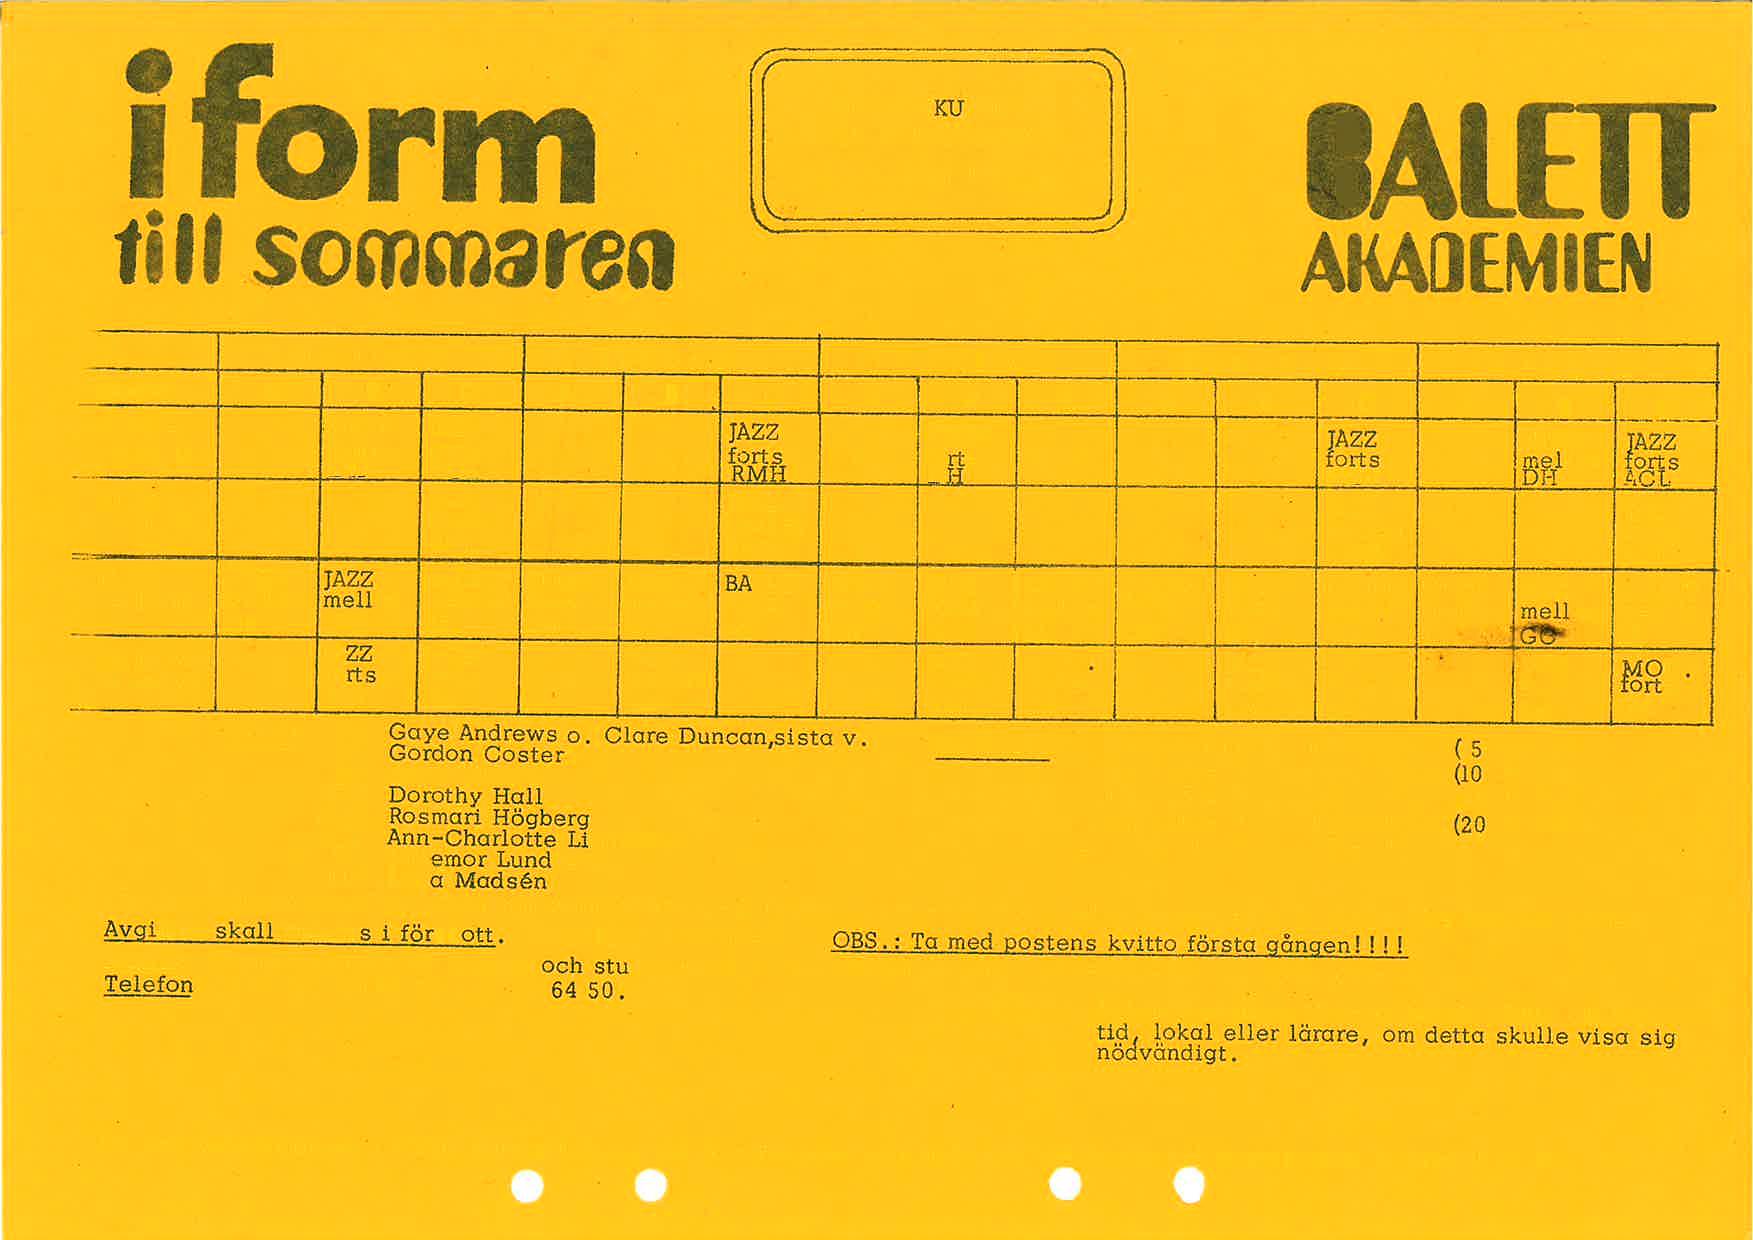 i form
till sommaren
KU
BALETT
AKADEMIEN
JAZZ
forts
RMH
rt
H
JAZZ
forts
mel
DH
JAZZ
forts
ACL
JAZZ
mell
BA
mell
GC
ZZ
rts
MO
fort
Gaye Andrews o. Clare Duncan,sista v.
Gordon Coster
Dorothy Hall
Rosmari Högberg
Ann-Charlotte Li
emor Lund
a Madsén
( 5
(10
(20
Avgi skall s i för ott.
OBS.: Ta med postens kvitto första gången!!!!
och stu
Telefon 64 50.
tid, lokal eller lärare, om detta skulle visa sig
nödvändigt.